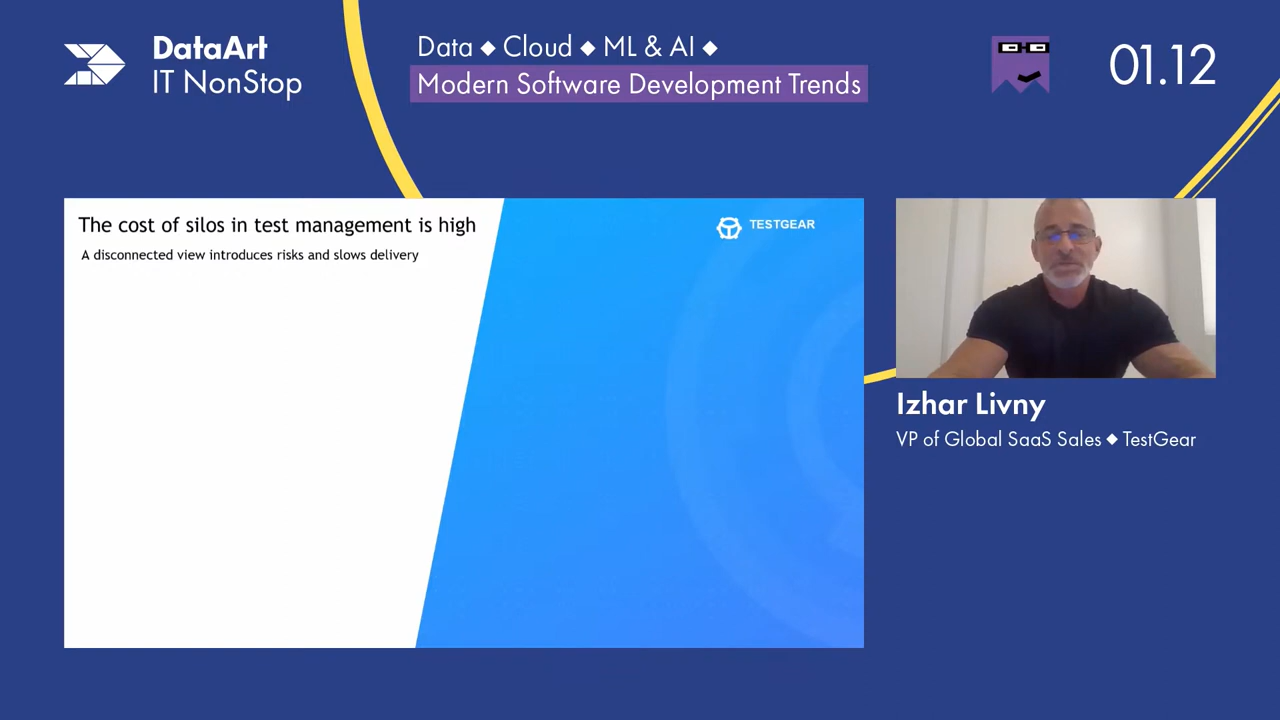 DataArt
IT NonStop
Data ◆ Cloud ◆ ML & AI ◆
Modern Software Development Trends
01.12
The cost of silos in test management is high
A disconnected view introduces risks and slows delivery
TESTGEAR
Izhar Livny
VP of Global SaaS Sales ◆ TestGear